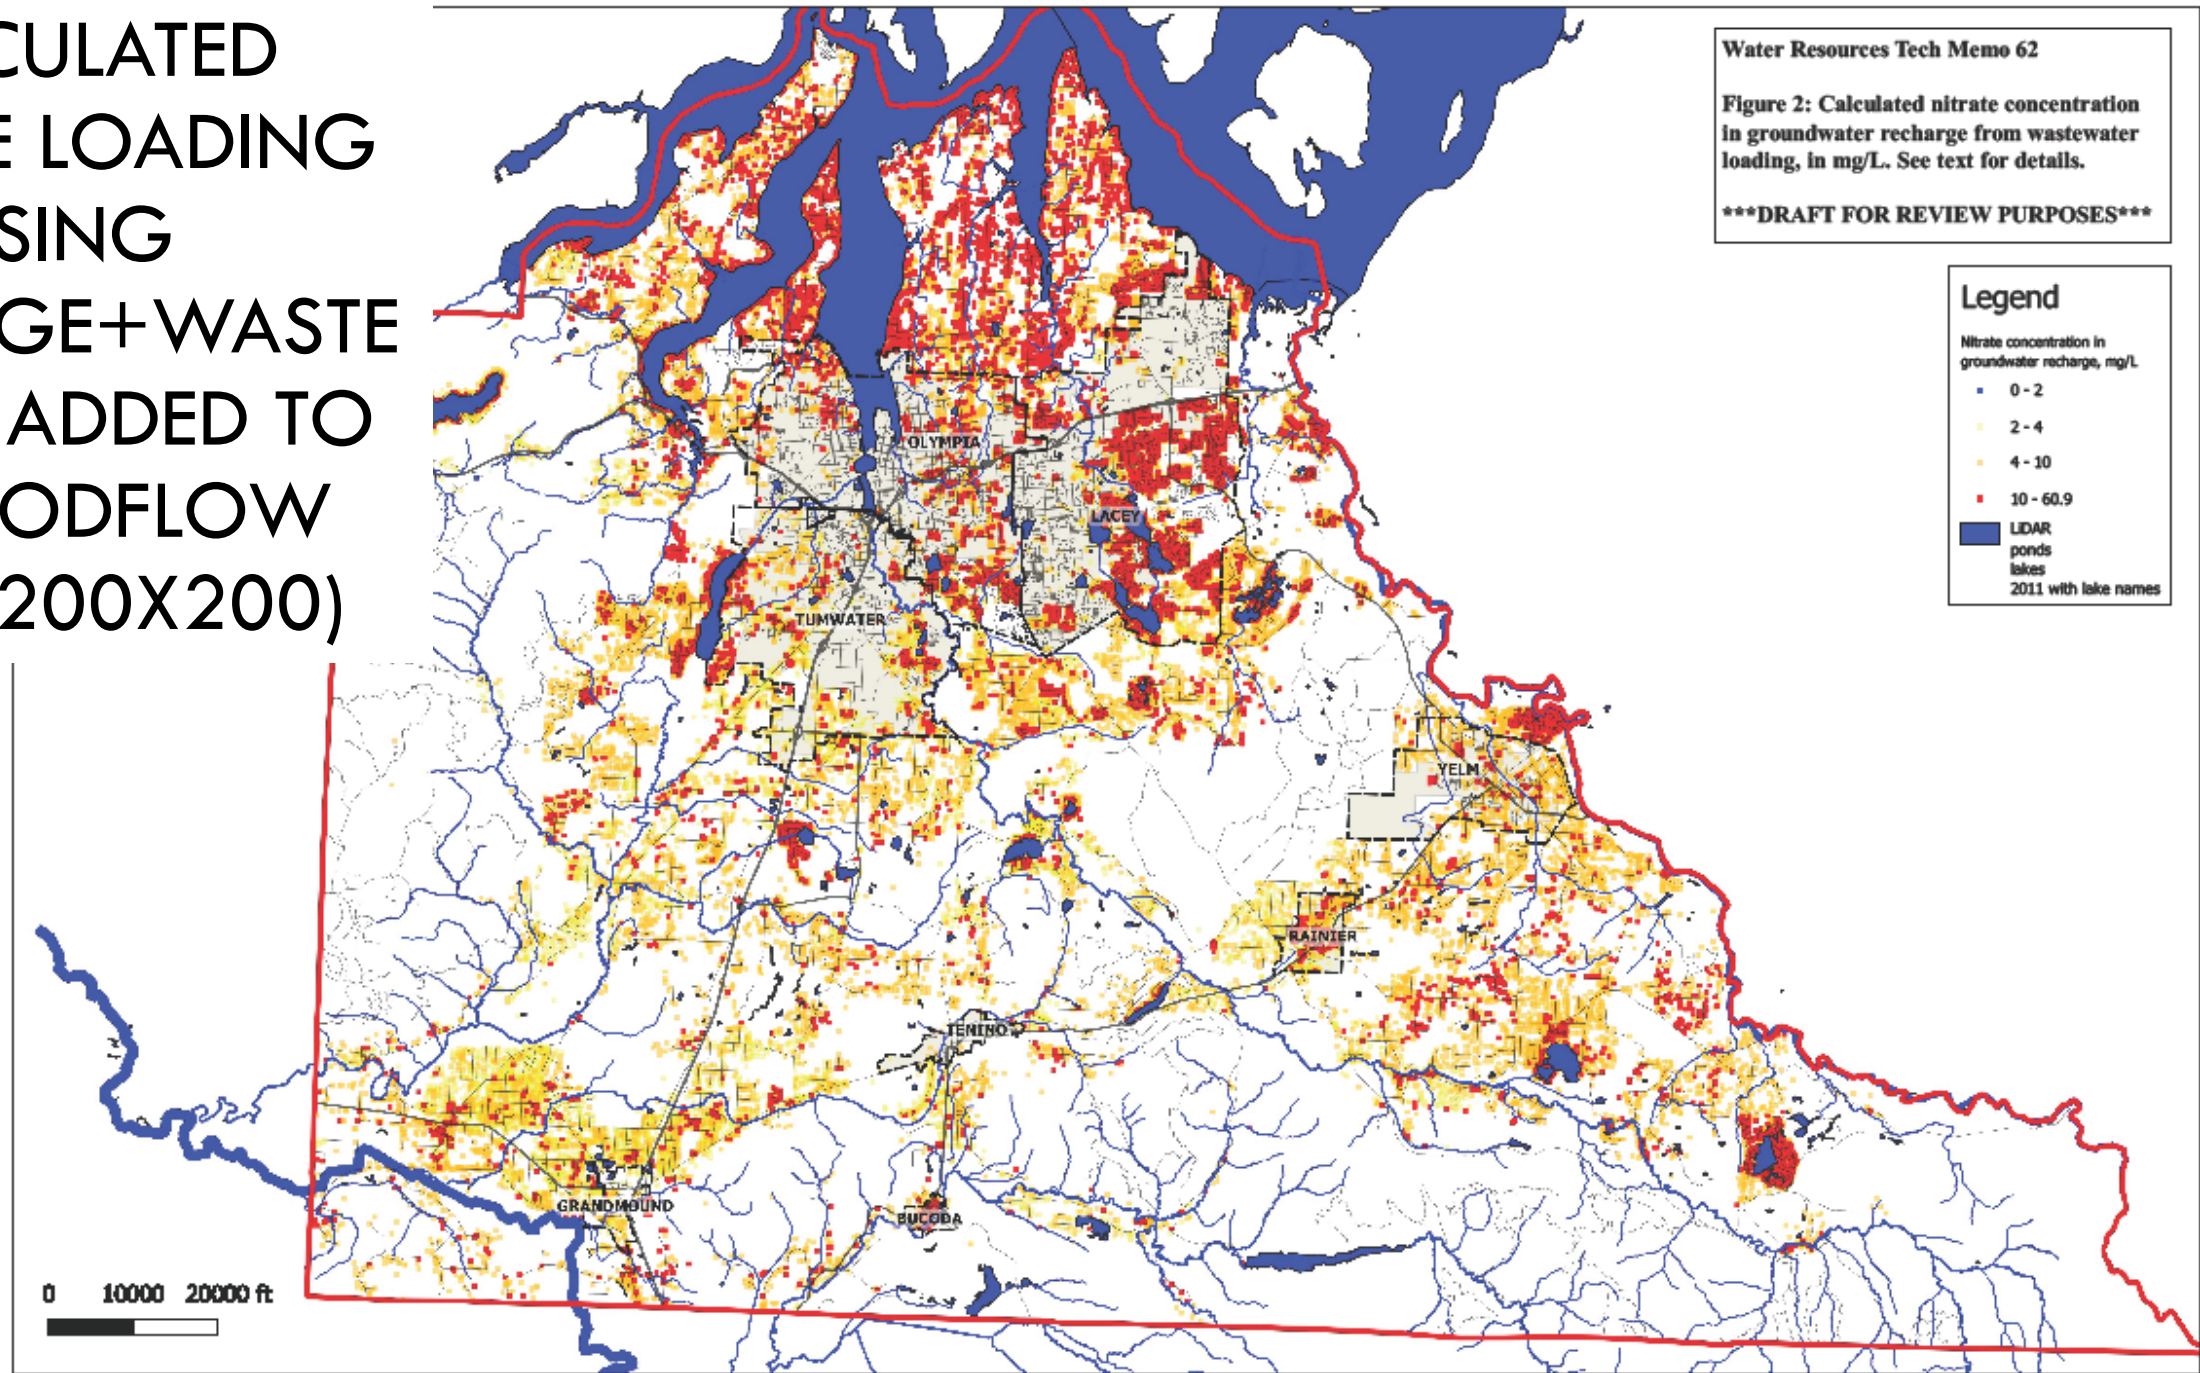 CULATED
E LOADING
SING
GE+WASTE
ADDED TO
ODFLOW
200X200)
Water Resources Tech Memo 62
Figure 2: Calculated nitrate concentration
in groundwater recharge from wastewater
loading, in mg/L. See text for details.
***DRAFT FOR REVIEW PURPOSES***
Legend
Nitrate concentration in
groundwater recharge, mg/L
0 - 2
2 - 4
4 - 10
10 - 60.9
LiDAR
ponds
lakes
2011 with lake names
OLYMPIA
LACEY
TUMWATER
YELM
RAINIER
TENINO
GRANDMOUND
BUCODA
0 10000 20000 ft